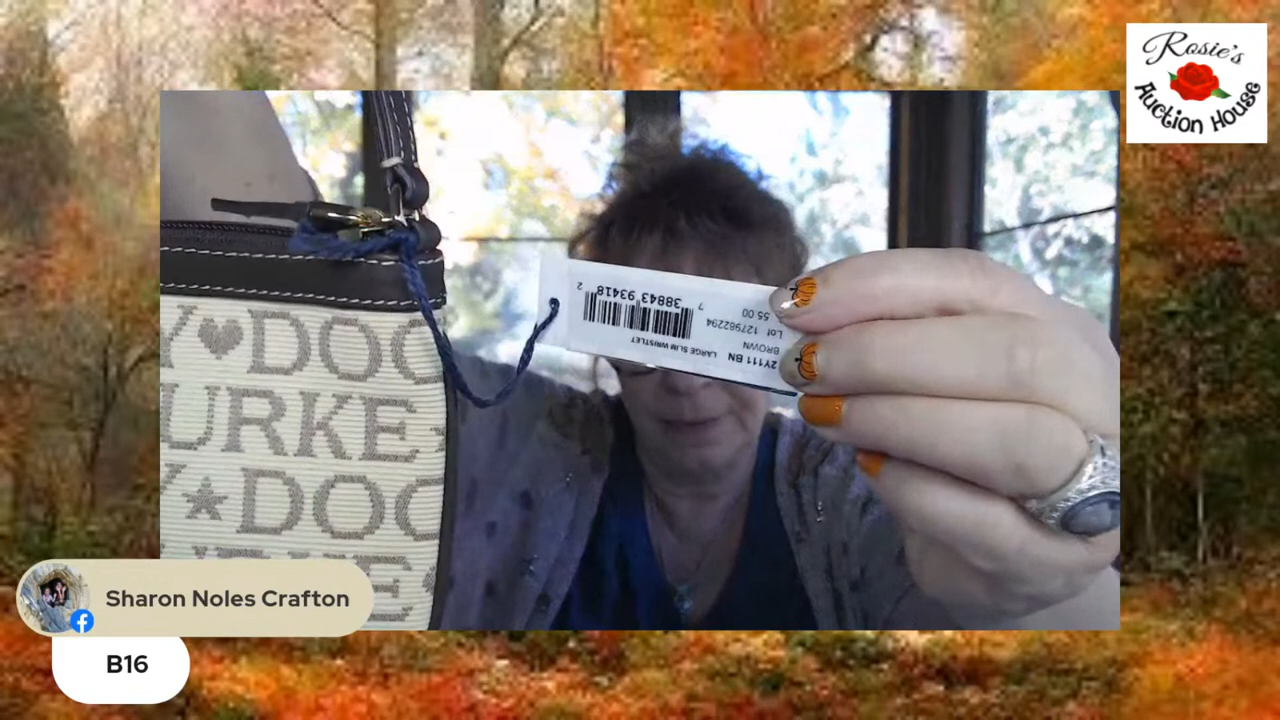 Rosie's
Auction House
Y♥DOO
URKE
Y★DOO
2Y111 BN LARGE SLIM WRISTLET
BROWN
Lot 127982294
55.00
7 38843 93418 2
Sharon Noles Crafton
B16